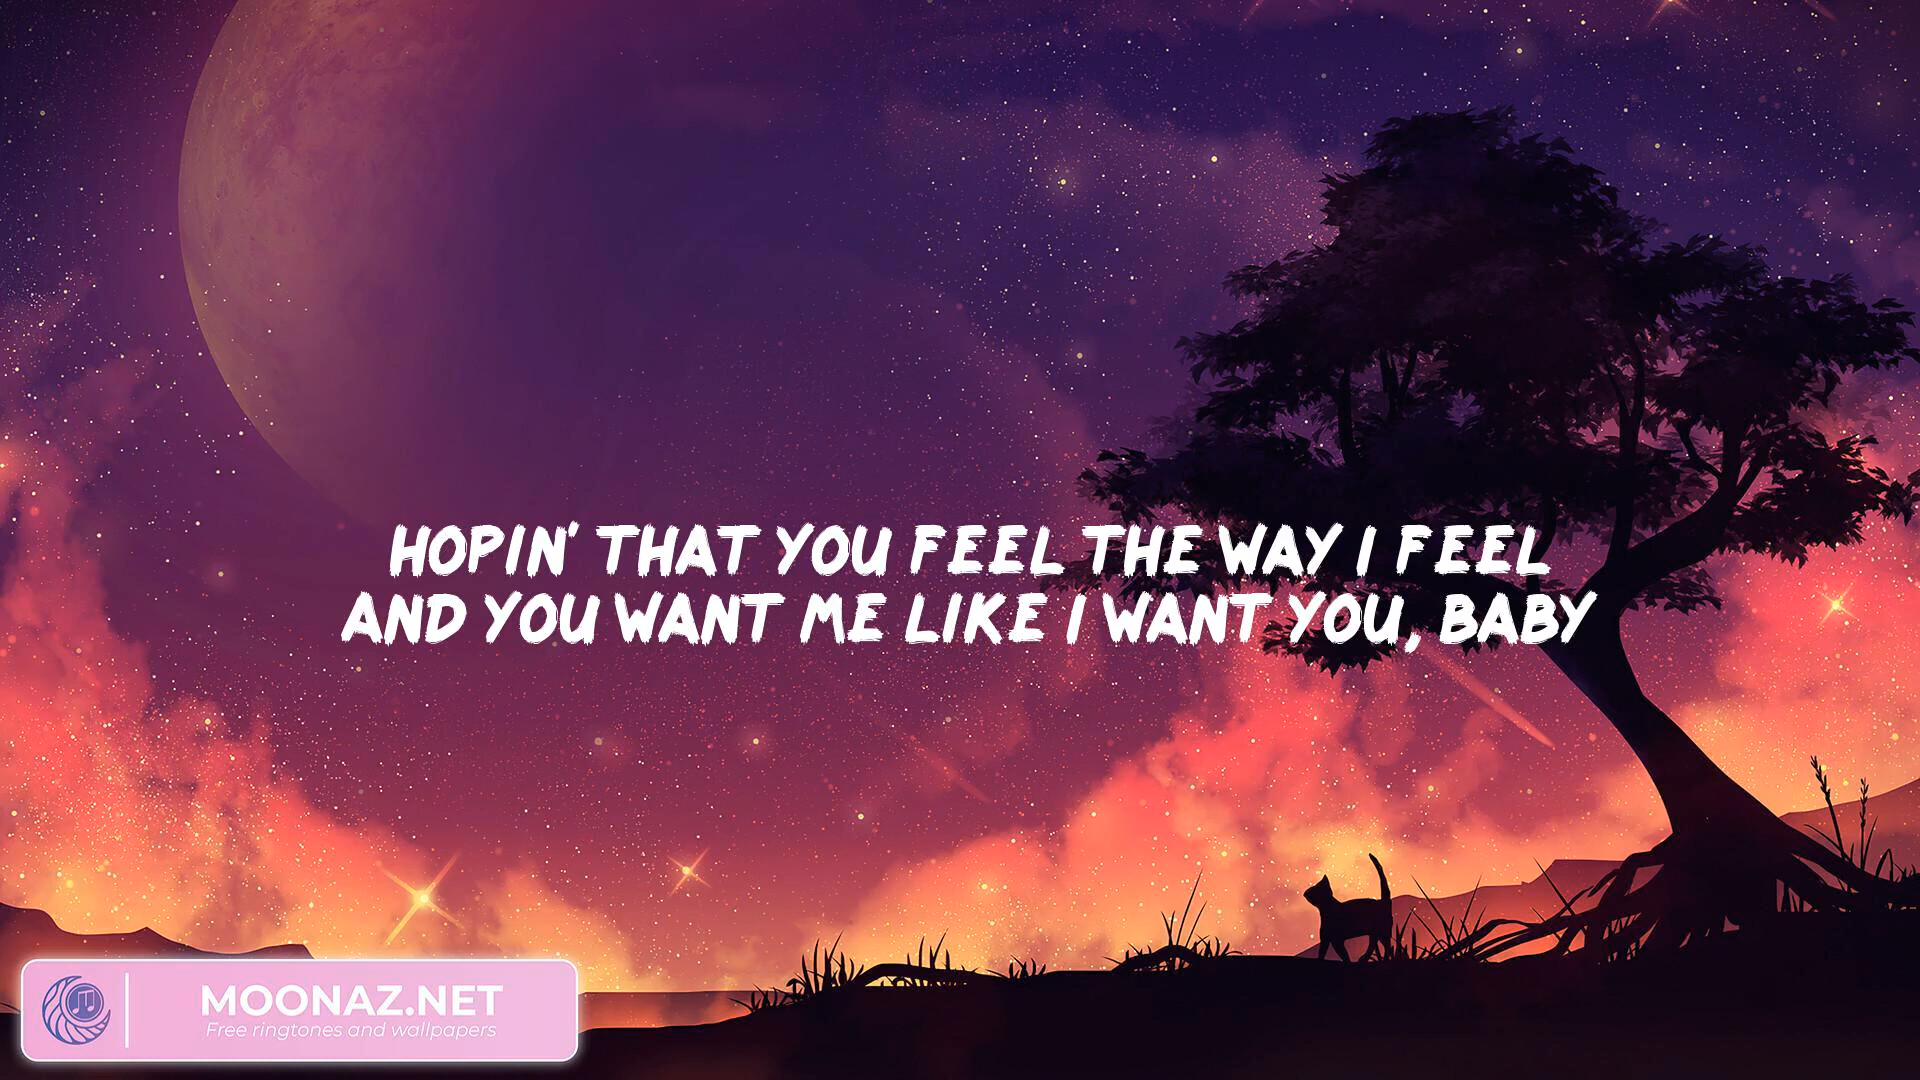 HOPIN' THAT YOU FEEL THE WAY I FEEL
AND YOU WANT ME LIKE I WANT YOU, BABY
MOONAZ.NET
Free ringtones and wallpapers